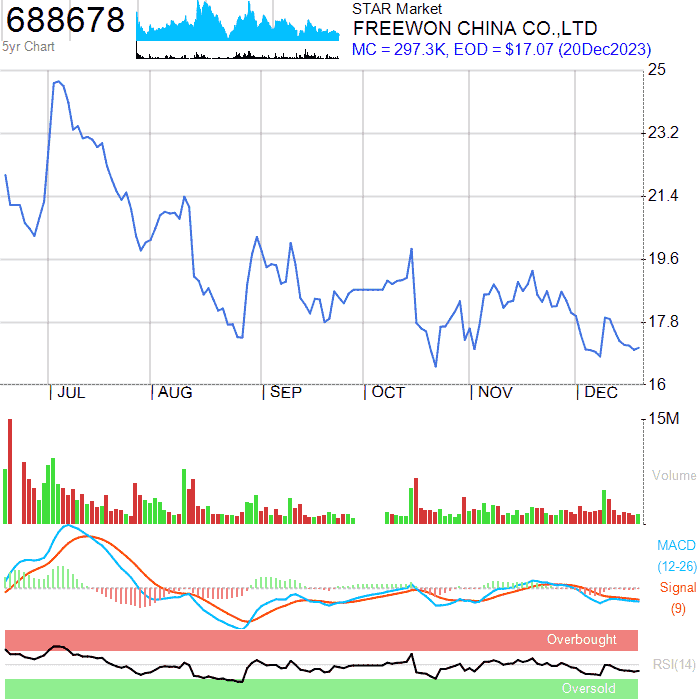 688678
5yr Chart
STAR Market
FREEWON CHINA CO.,LTD
MC = 297.3K, EOD = $17.07 (20Dec2023)
25
23.2
21.4
19.6
17.8
16
JUL AUG SEP OCT NOV DEC
15M
Volume
MACD
(12-26)
Signal
(9)
Overbought
RSI(14)
Oversold